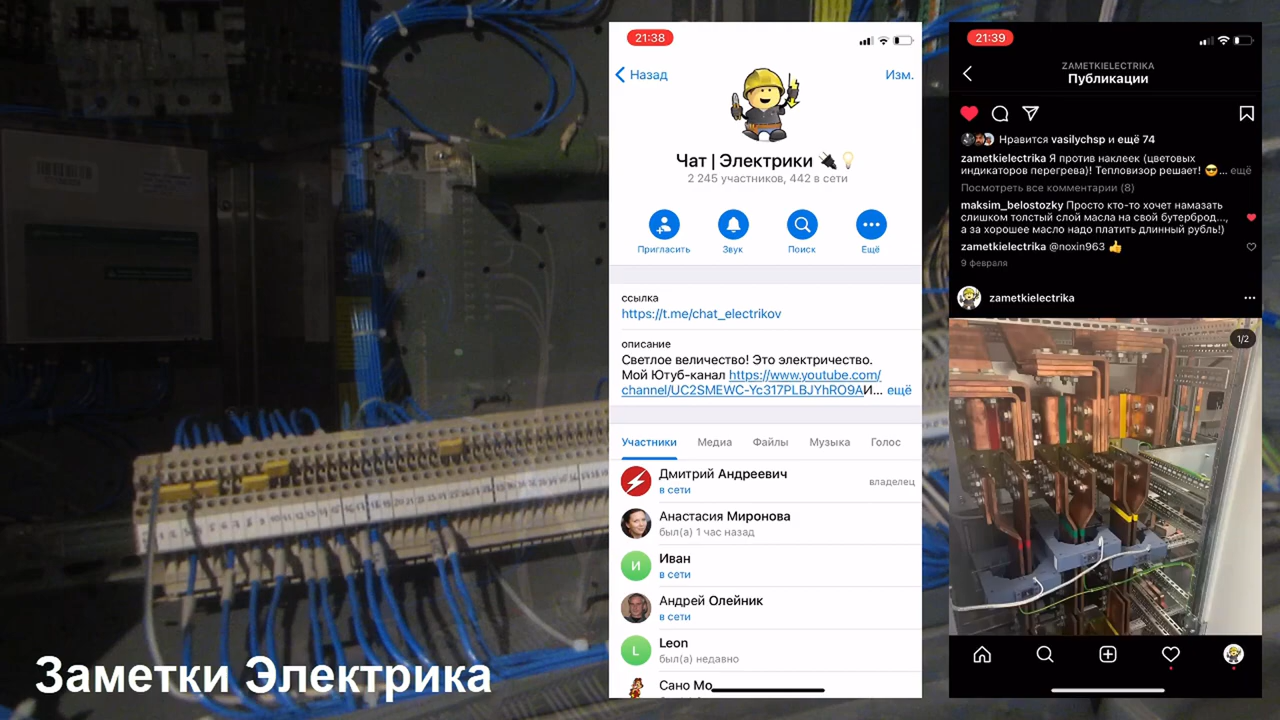 Заметки Электрика
21:38
Назад
Изм.
Чат | Электрики
2 245 участников, 442 в сети
Пригласить
Звук
Поиск
Ещё
ссылка
https://t.me/chat_electrikov
описание
Светлое величество! Это электричество.
Мой Ютуб-канал https://www.youtube.com/
channel/UC2SMEWC-Yc317PLBJYhRO9AИ... ещё
Участники
Медиа
Файлы
Музыка
Голос
Дмитрий Андреевич
в сети
владелец
Анастасия Миронова
был(а) 1 час назад
И
Иван
в сети
Андрей Олейник
в сети
L
Leon
был(а) недавно
Сано Мо
21:39
ZAMETKIELECTRIKA
Публикации
Нравится vasilychsp и ещё 74
zametkielectrika Я против наклеек (цветовых
индикаторов перегрева)! Тепловизор решает! ... ещё
Посмотреть все комментарии (8)
maksim_belostozky Просто кто-то хочет намазать
слишком толстый слой масла на свой бутерброд...,
а за хорошее масло надо платить длинный рубль!)
zametkielectrika @noxin963
9 февраля
zametkielectrika
1/2